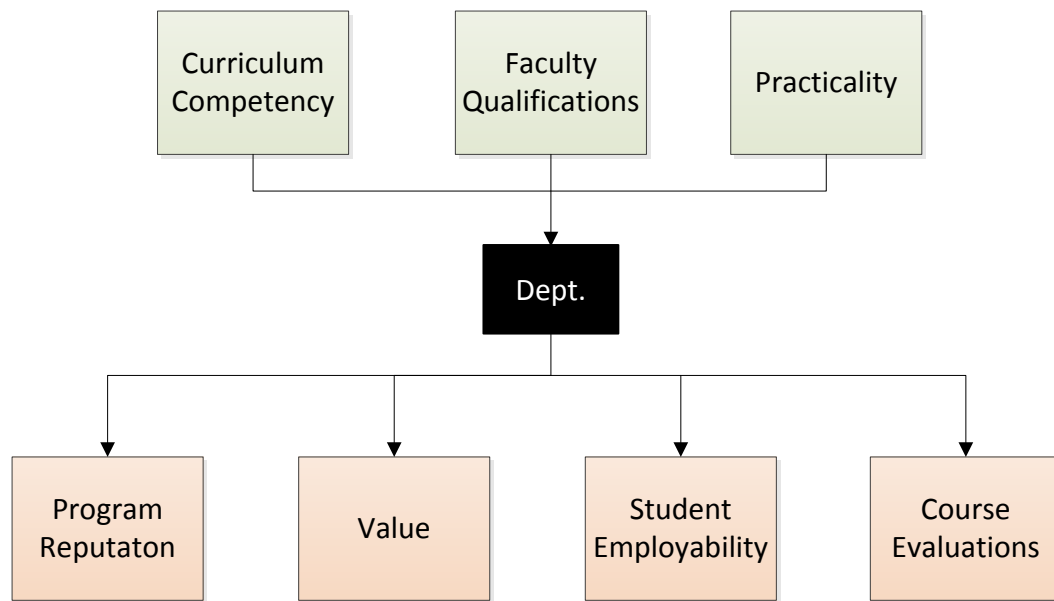 Curriculum
Competency
Faculty
Qualifications
Practicality
Dept.
Program
Reputaton
Value
Student
Employability
Course
Evaluations